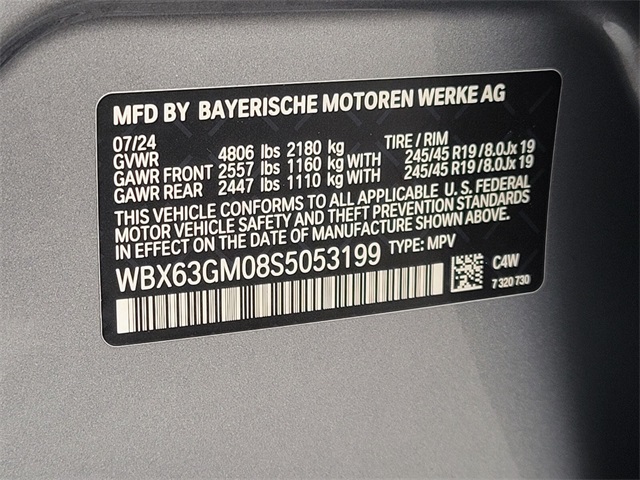 MFD BY BAYERISCHE MOTOREN WERKE AG
07/24 TIRE / RIM
GVWR 4806 lbs 2180 kg
GAWR FRONT 2557 lbs 1160 kg WITH 245/45 R19/8.0Jx19
GAWR REAR 2447 lbs 1110 kg WITH 245/45 R19/8.0Jx19
THIS VEHICLE CONFORMS TO ALL APPLICABLE U.S. FEDERAL
MOTOR VEHICLE SAFETY AND THEFT PREVENTION STANDARDS
IN EFFECT ON THE DATE OF MANUFACTURE SHOWN ABOVE.
WBX63GM08S5053199 TYPE: MPV
C4W
7 320 730